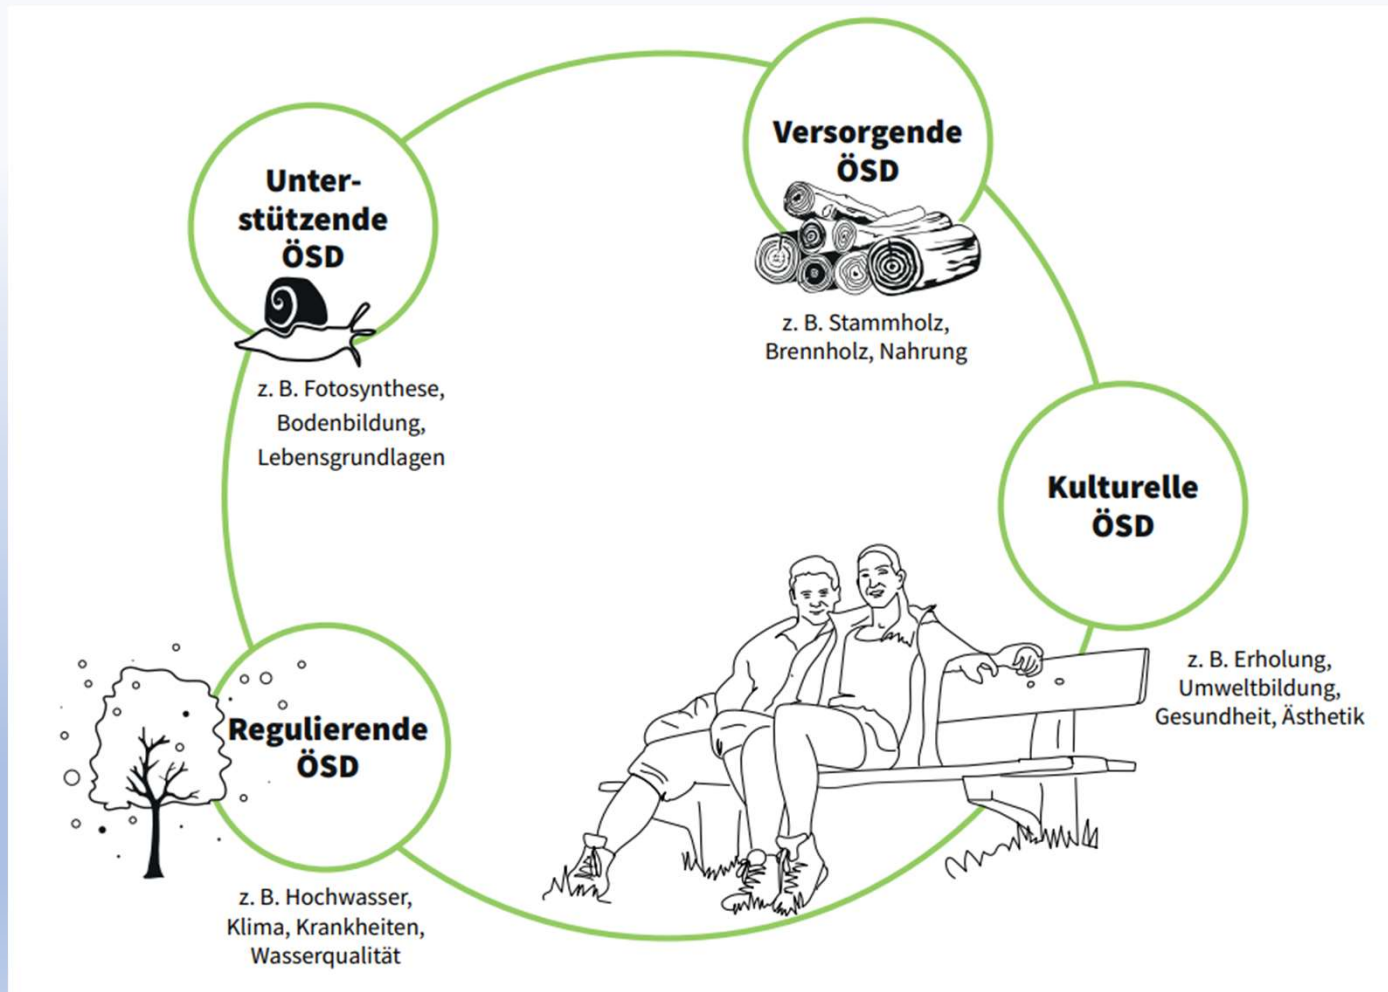 Unter-
stützende
ÖSD
z. B. Fotosynthese,
Bodenbildung,
Lebensgrundlagen
Versorgende
ÖSD
z. B. Stammholz,
Brennholz, Nahrung
Kulturelle
ÖSD
z. B. Erholung,
Umweltbildung,
Gesundheit, Ästhetik
Regulierende
ÖSD
z. B. Hochwasser,
Klima, Krankheiten,
Wasserqualität